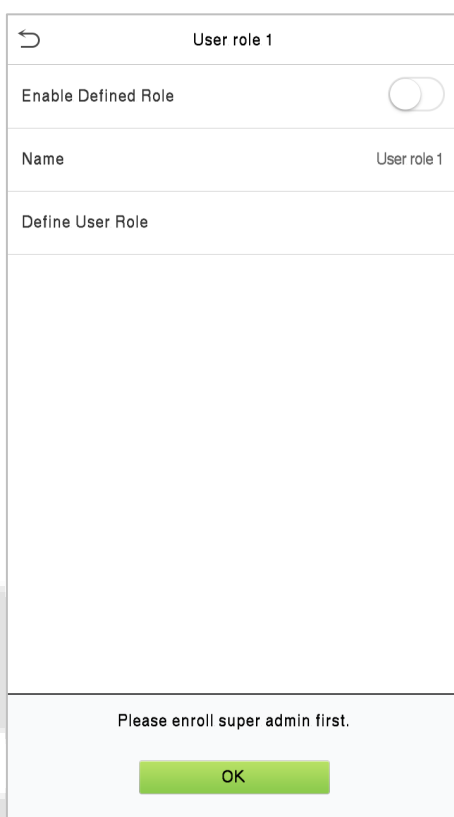 User role 1
Enable Defined Role
Name User role 1
Define User Role
Please enroll super admin first.
OK